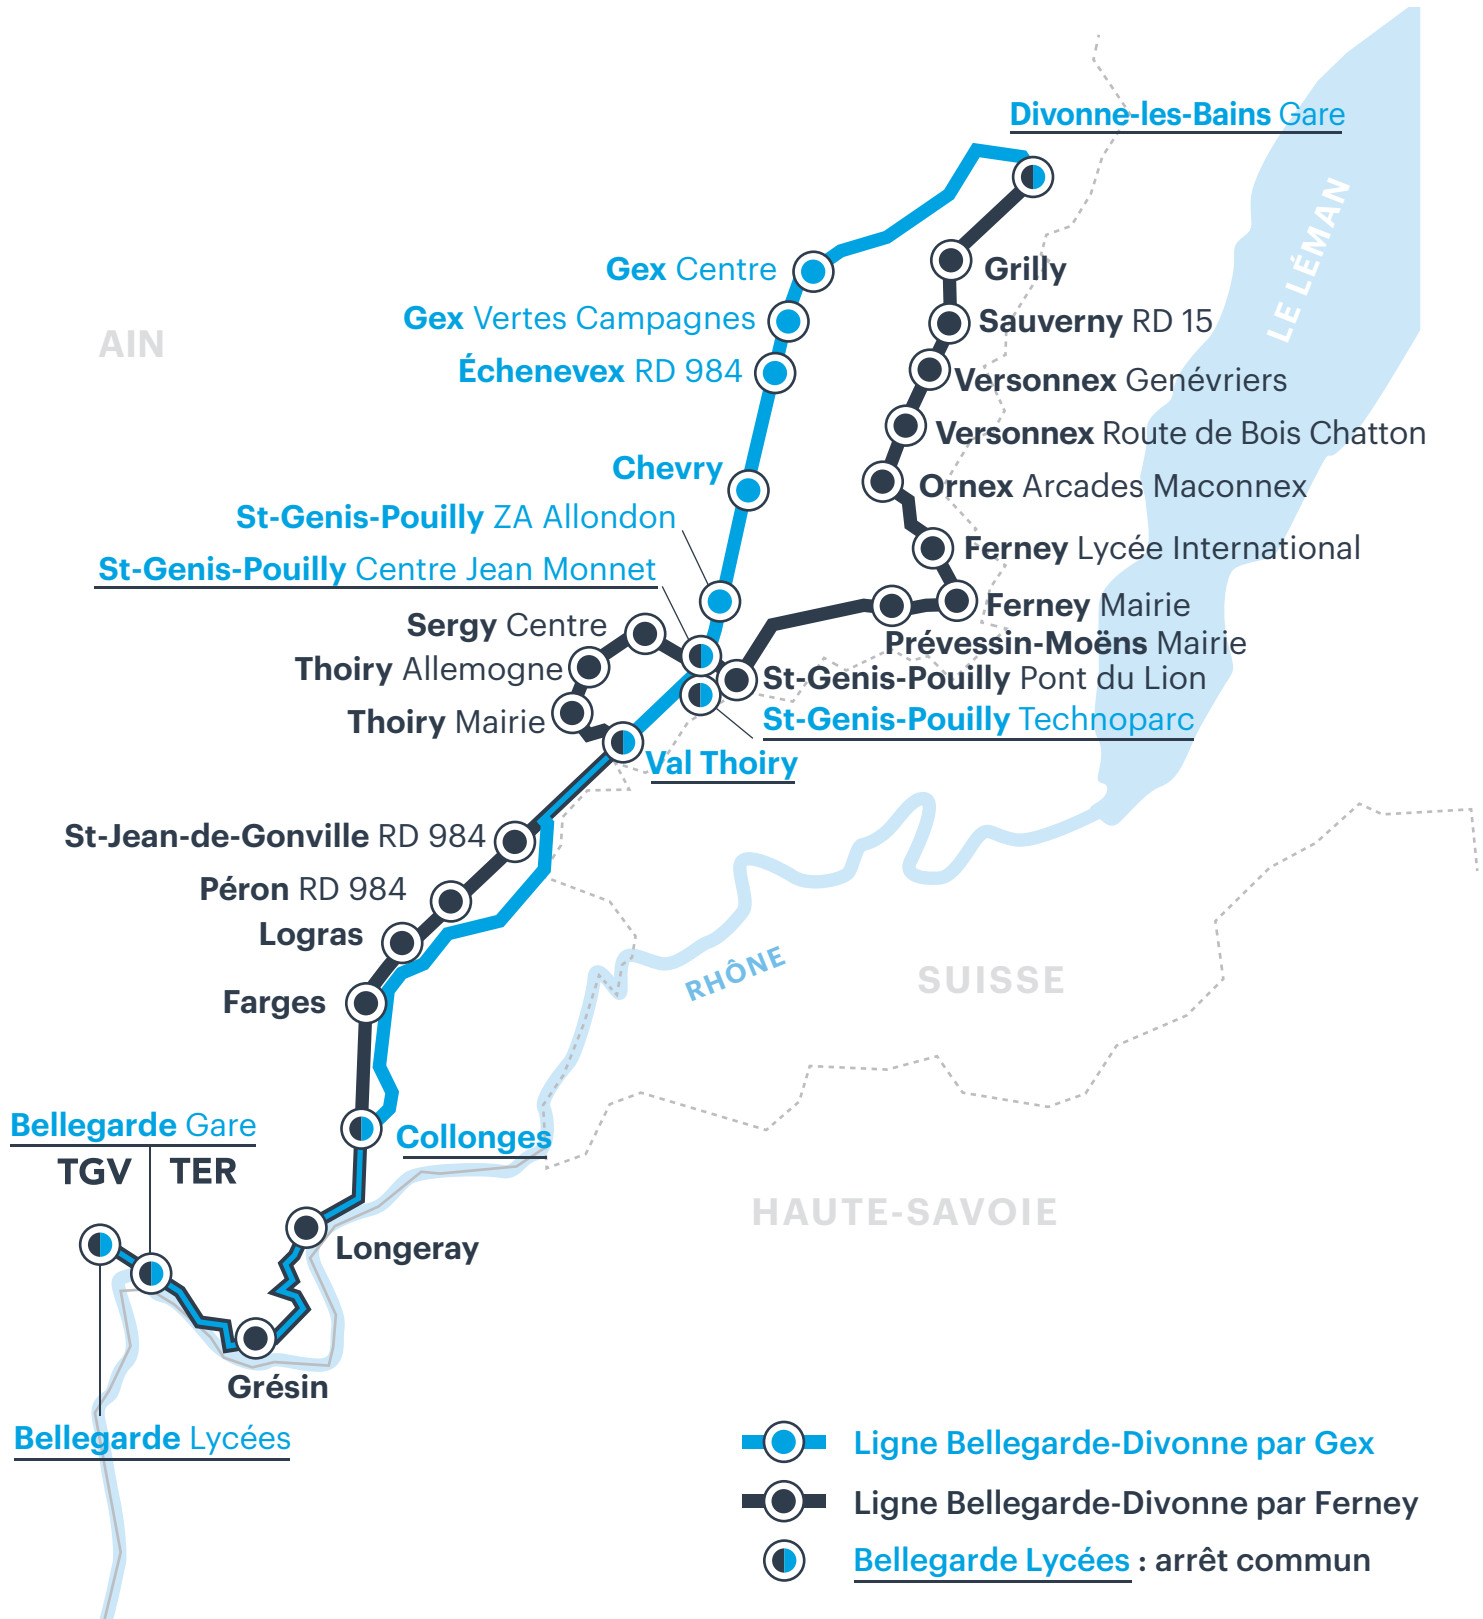 Divonne-les-Bains Gare
LE LÉMAN
Gex Centre
Grilly
Gex Vertes Campagnes
Sauverny RD 15
AIN
Échenevex RD 984
Versonnex Genévriers
Versonnex Route de Bois Chatton
Chevry
Ornex Arcades Maconnex
St-Genis-Pouilly ZA Allondon
Ferney Lycée International
St-Genis-Pouilly Centre Jean Monnet
Ferney Mairie
Sergy Centre
Prévessin-Moëns Mairie
Thoiry Allemogne
St-Genis-Pouilly Pont du Lion
Thoiry Mairie
St-Genis-Pouilly Technoparc
Val Thoiry
St-Jean-de-Gonville RD 984
Péron RD 984
Logras
RHÔNE
SUISSE
Farges
Bellegarde Gare
Collonges
TGV TER
HAUTE-SAVOIE
Longeray
Grésin
Bellegarde Lycées
Ligne Bellegarde-Divonne par Gex
Ligne Bellegarde-Divonne par Ferney
Bellegarde Lycées : arrêt commun